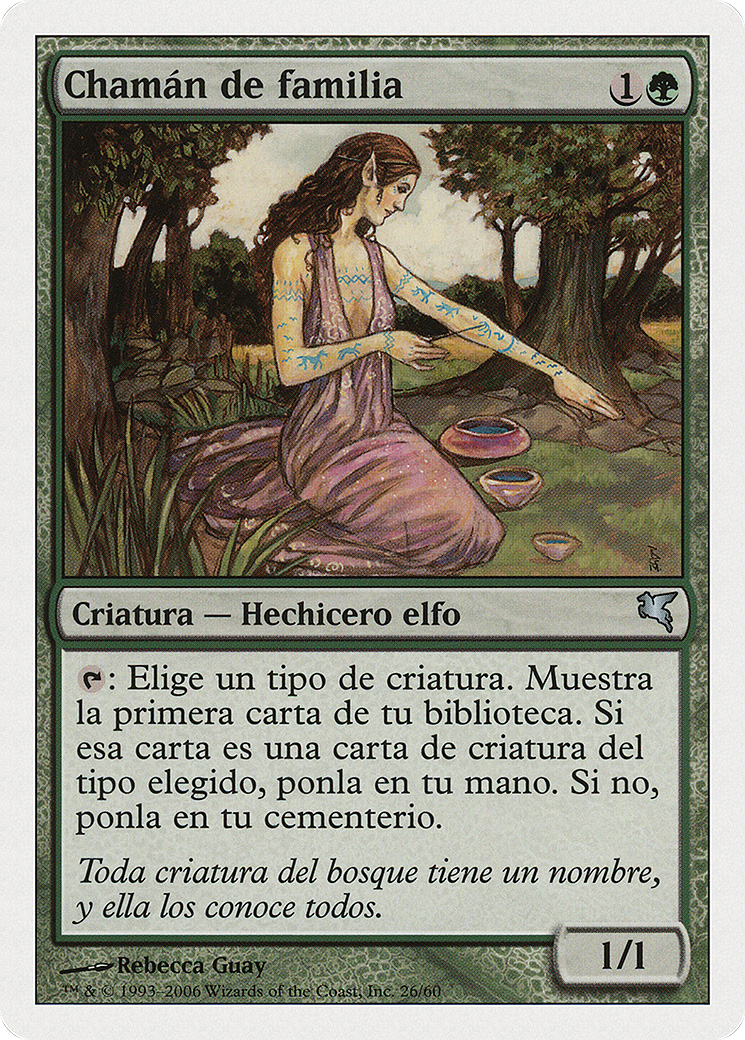 Chamán de familia
1
Criatura — Hechicero elfo
: Elige un tipo de criatura. Muestra
la primera carta de tu biblioteca. Si
esa carta es una carta de criatura del
tipo elegido, ponla en tu mano. Si no,
ponla en tu cementerio.
Toda criatura del bosque tiene un nombre,
y ella los conoce todos.
1/1
Rebecca Guay
™ & © 1993–2006 Wizards of the Coast, Inc. 26/60